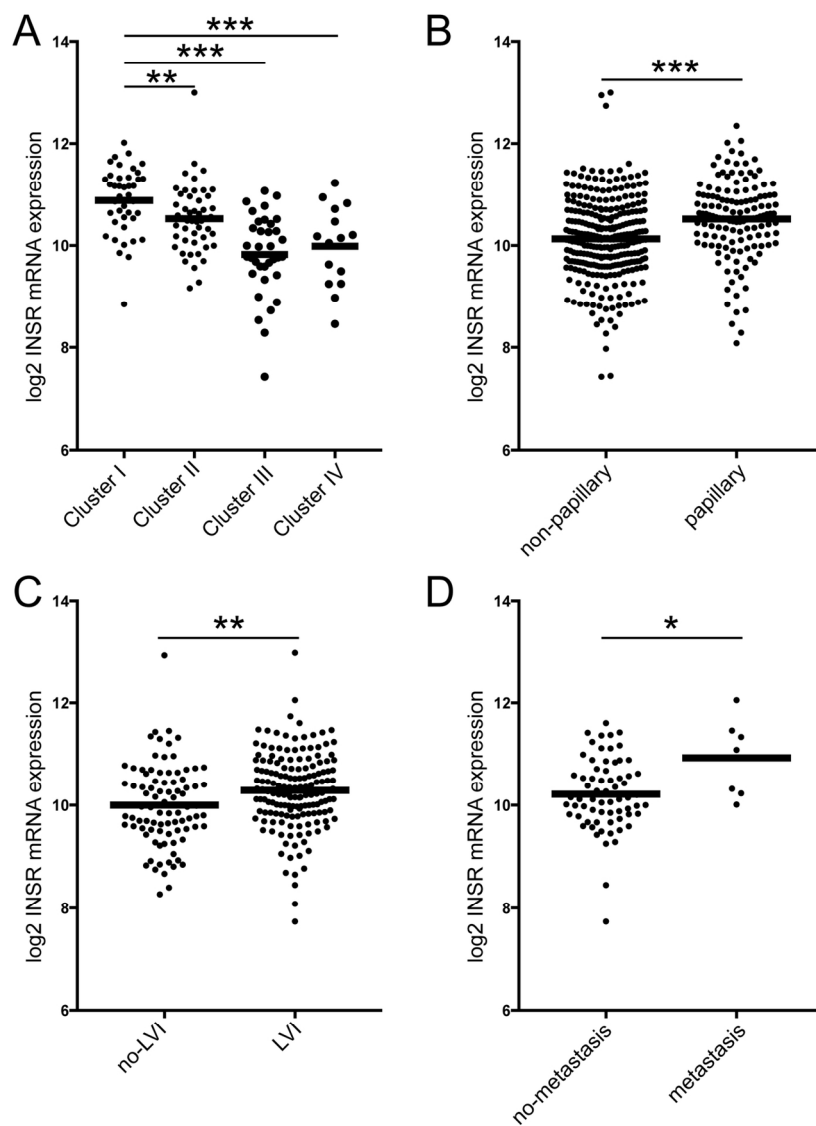 A
log2 INSR mRNA expression
14
12
10
8
6
***
***
**
Cluster I
Cluster II
Cluster III
Cluster IV
B
log2 INSR mRNA expression
14
12
10
8
6
***
non-papillary
papillary
C
log2 INSR mRNA expression
14
12
10
8
6
**
no-LVI
LVI
D
log2 INSR mRNA expression
14
12
10
8
6
*
no-metastasis
metastasis